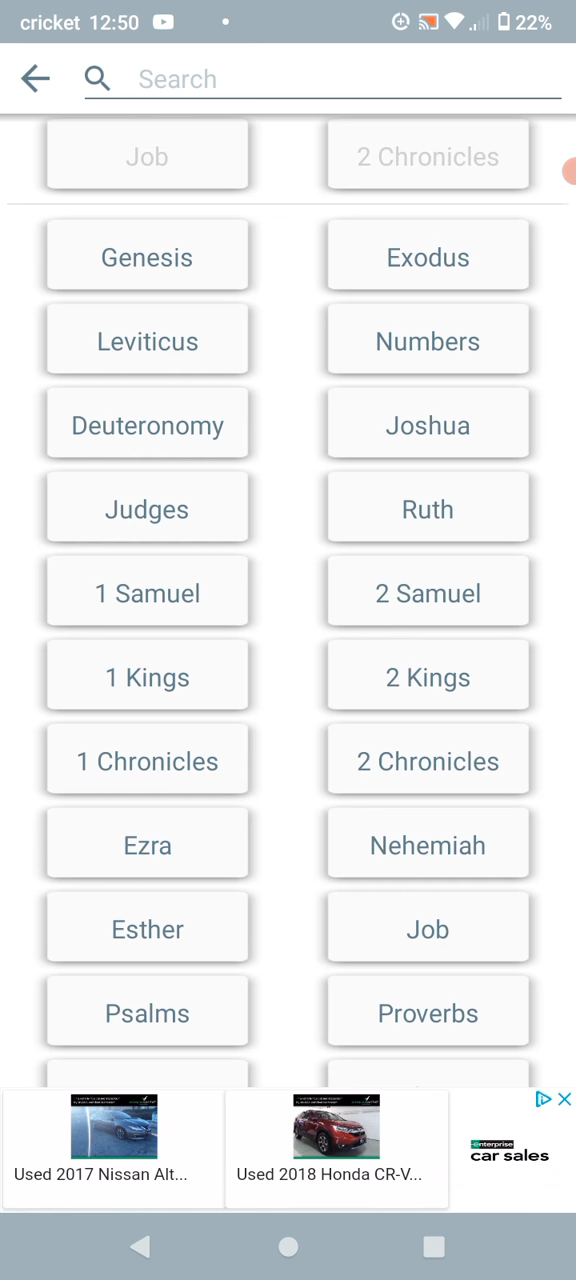 cricket 12:50 22%
Search
Job 2 Chronicles
Genesis Exodus
Leviticus Numbers
Deuteronomy Joshua
Judges Ruth
1 Samuel 2 Samuel
1 Kings 2 Kings
1 Chronicles 2 Chronicles
Ezra Nehemiah
Esther Job
Psalms Proverbs
Used 2017 Nissan Alt... Used 2018 Honda CR-V...
enterprise
car sales